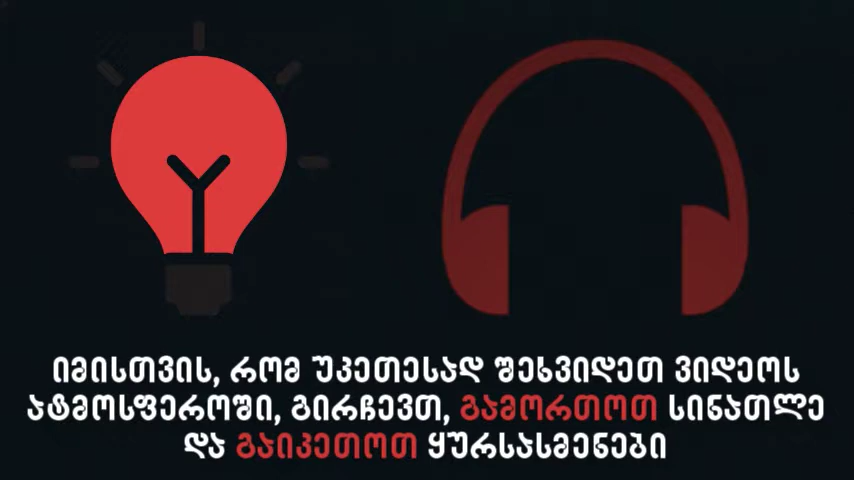 იმისთვის, რომ უკეთესად შეხვიდეთ ვიდეოს
ატმოსფეროში, გირჩევთ, გამორთოთ სინათლე
და გაიკეთოთ ყურსასმენები